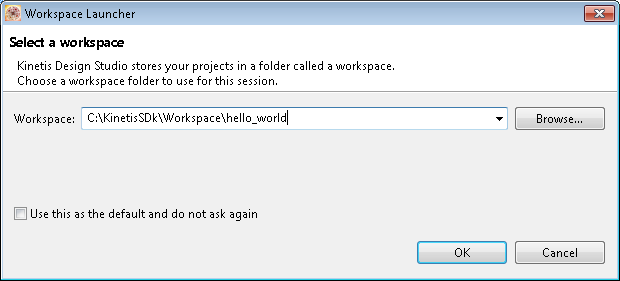 Workspace Launcher
Select a workspace
Kinetis Design Studio stores your projects in a folder called a workspace.
Choose a workspace folder to use for this session.
Workspace: C:\KinetisSDk\Workspace\hello_world Browse...
Use this as the default and do not ask again
OK Cancel